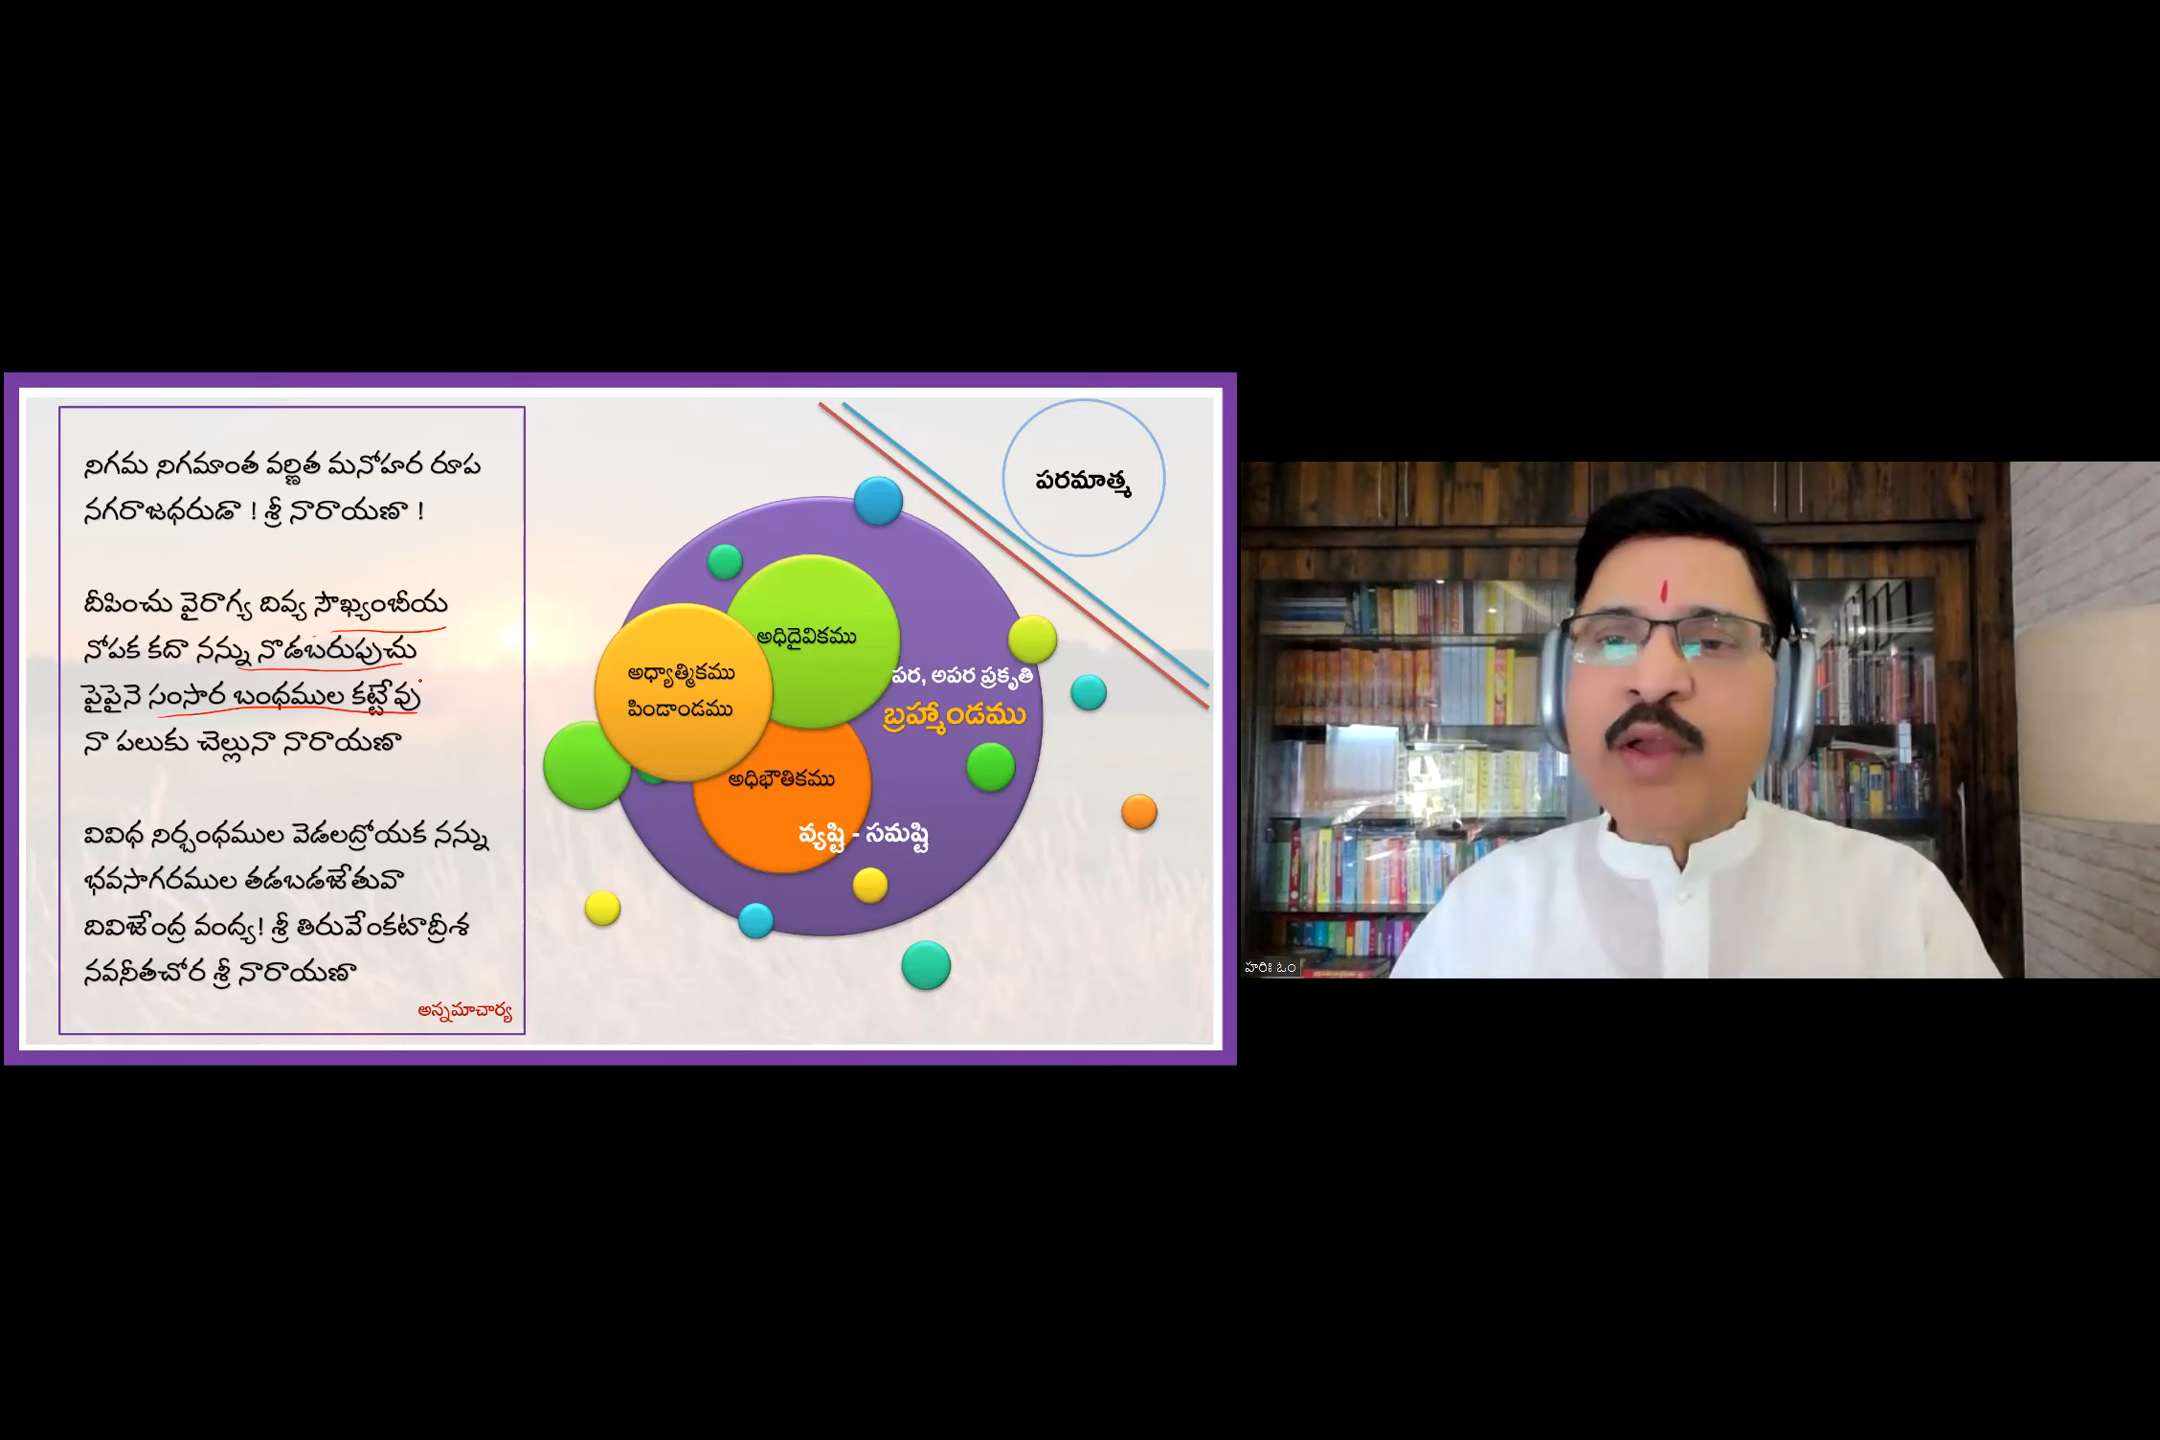 నిగమ నిగమాంత వర్ణిత మనోహర రూప
నగరాజధరుడా ! శ్రీ నారాయణా !
దీపించు వైరాగ్య దివ్య సౌఖ్యంబీయ
నోపక కదా నన్ను నొడబరుపుచు
పైపైనె సంసార బంధముల కట్టేవు
నా పలుకు చెల్లునా నారాయణా
వివిధ నిర్బంధముల వెడలద్రోయక నన్ను
భవసాగరముల తడబడజేతువా
దివిజేంద్ర వంద్య! శ్రీ తిరువేంకటాద్రీశ
నవనీతచోర శ్రీ నారాయణా
అన్నమాచార్య
పరమాత్మ
అధిదైవికము
అధ్యాత్మికము
పిండాండము
పర, అపర ప్రకృతి
బ్రహ్మాండము
అధిభౌతికము
వ్యష్టి - సమష్టి
హరిః ఓం